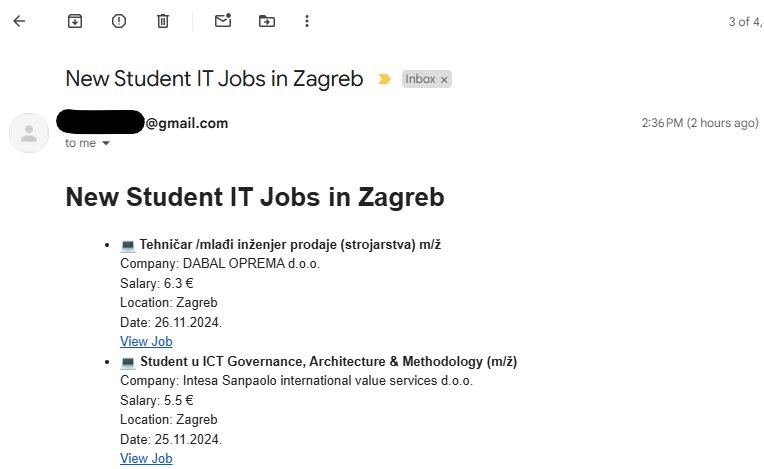 3 of 4,
New Student IT Jobs in Zagreb
Inbox ×
@gmail.com
2:36 PM (2 hours ago)
to me
New Student IT Jobs in Zagreb
• 💻 Tehničar /mlađi inženjer prodaje (strojarstva) m/ž
Company: DABAL OPREMA d.o.o.
Salary: 6.3 €
Location: Zagreb
Date: 26.11.2024.
View Job
• 💻 Student u ICT Governance, Architecture & Methodology (m/ž)
Company: Intesa Sanpaolo international value services d.o.o.
Salary: 5.5 €
Location: Zagreb
Date: 25.11.2024.
View Job